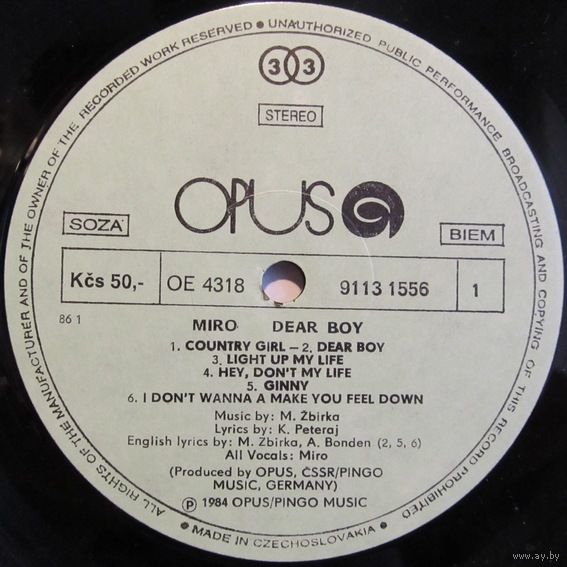 ALL RIGHTS OF THE MANUFACTURER AND OF THE OWNER OF THE RECORDED WORK RESERVED • UNAUTHORIZED PUBLIC PERFORMANCE BROADCASTING AND COPYING OF THIS RECORD PROHIBITED
33
STEREO
OPUS
SOZA
BIEM
Kčs 50,- OE 4318 9113 1556 1
86 1
MIRO DEAR BOY
1. COUNTRY GIRL – 2. DEAR BOY
3. LIGHT UP MY LIFE
4. HEY, DON'T MY LIFE
5. GINNY
6. I DON'T WANNA A MAKE YOU FEEL DOWN
Music by: M. Žbirka
Lyrics by: K. Peteraj
English lyrics by: M. Zbirka, A. Bonden (2, 5, 6)
All Vocals: Miro
(Produced by OPUS, ČSSR/PINGO
MUSIC, GERMANY)
Ⓟ 1984 OPUS/PINGO MUSIC
• MADE IN CZECHOSLOVAKIA •
www.ay.by